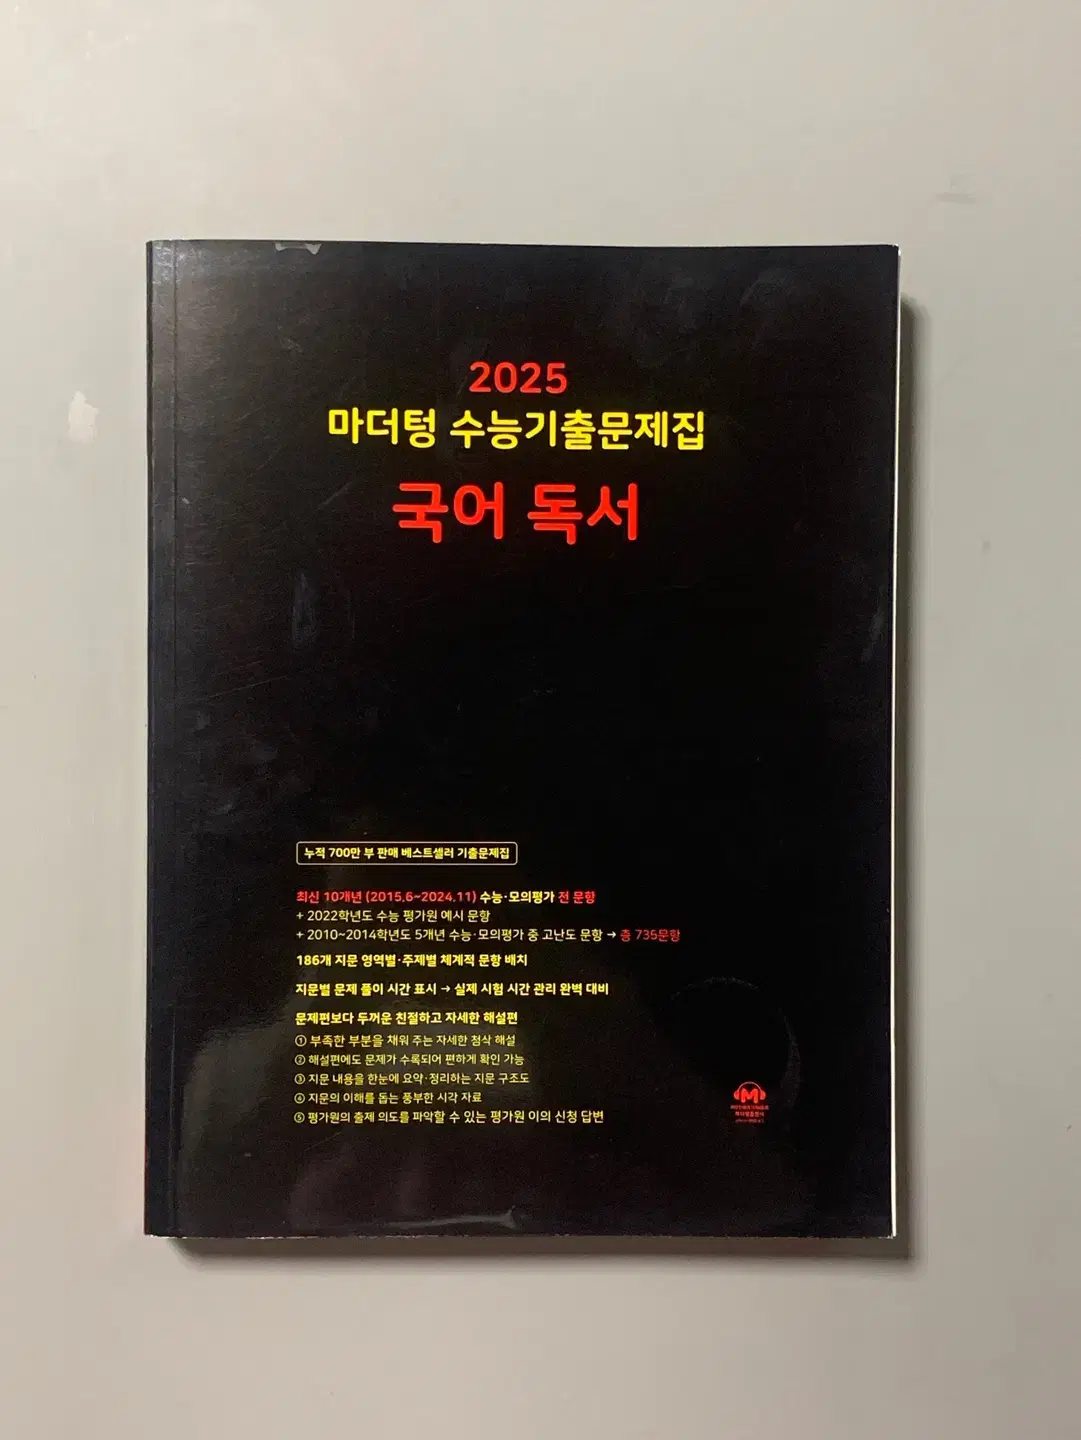 2025
마더텅 수능기출문제집
국어 독서
누적 700만 부 판매 베스트셀러 기출문제집
최신 10개년 (2015.6~2024.11) 수능·모의평가 전 문항
+ 2022학년도 수능 평가원 예시 문항
+ 2010~2014학년도 5개년 수능·모의평가 중 고난도 문항 → 총 735문항
186개 지문 영역별·주제별 체계적 문항 배치
지문별 문제 풀이 시간 표시 → 실제 시험 시간 관리 완벽 대비
문제편보다 두꺼운 친절하고 자세한 해설편
① 부족한 부분을 채워 주는 자세한 첨삭 해설
② 해설편에도 문제가 수록되어 편하게 확인 가능
③ 지문 내용을 한눈에 요약·정리하는 지문 구조도
④ 지문의 이해를 돕는 풍부한 시각 자료
⑤ 평가원의 출제 의도를 파악할 수 있는 평가원 이의 신청 답변
M